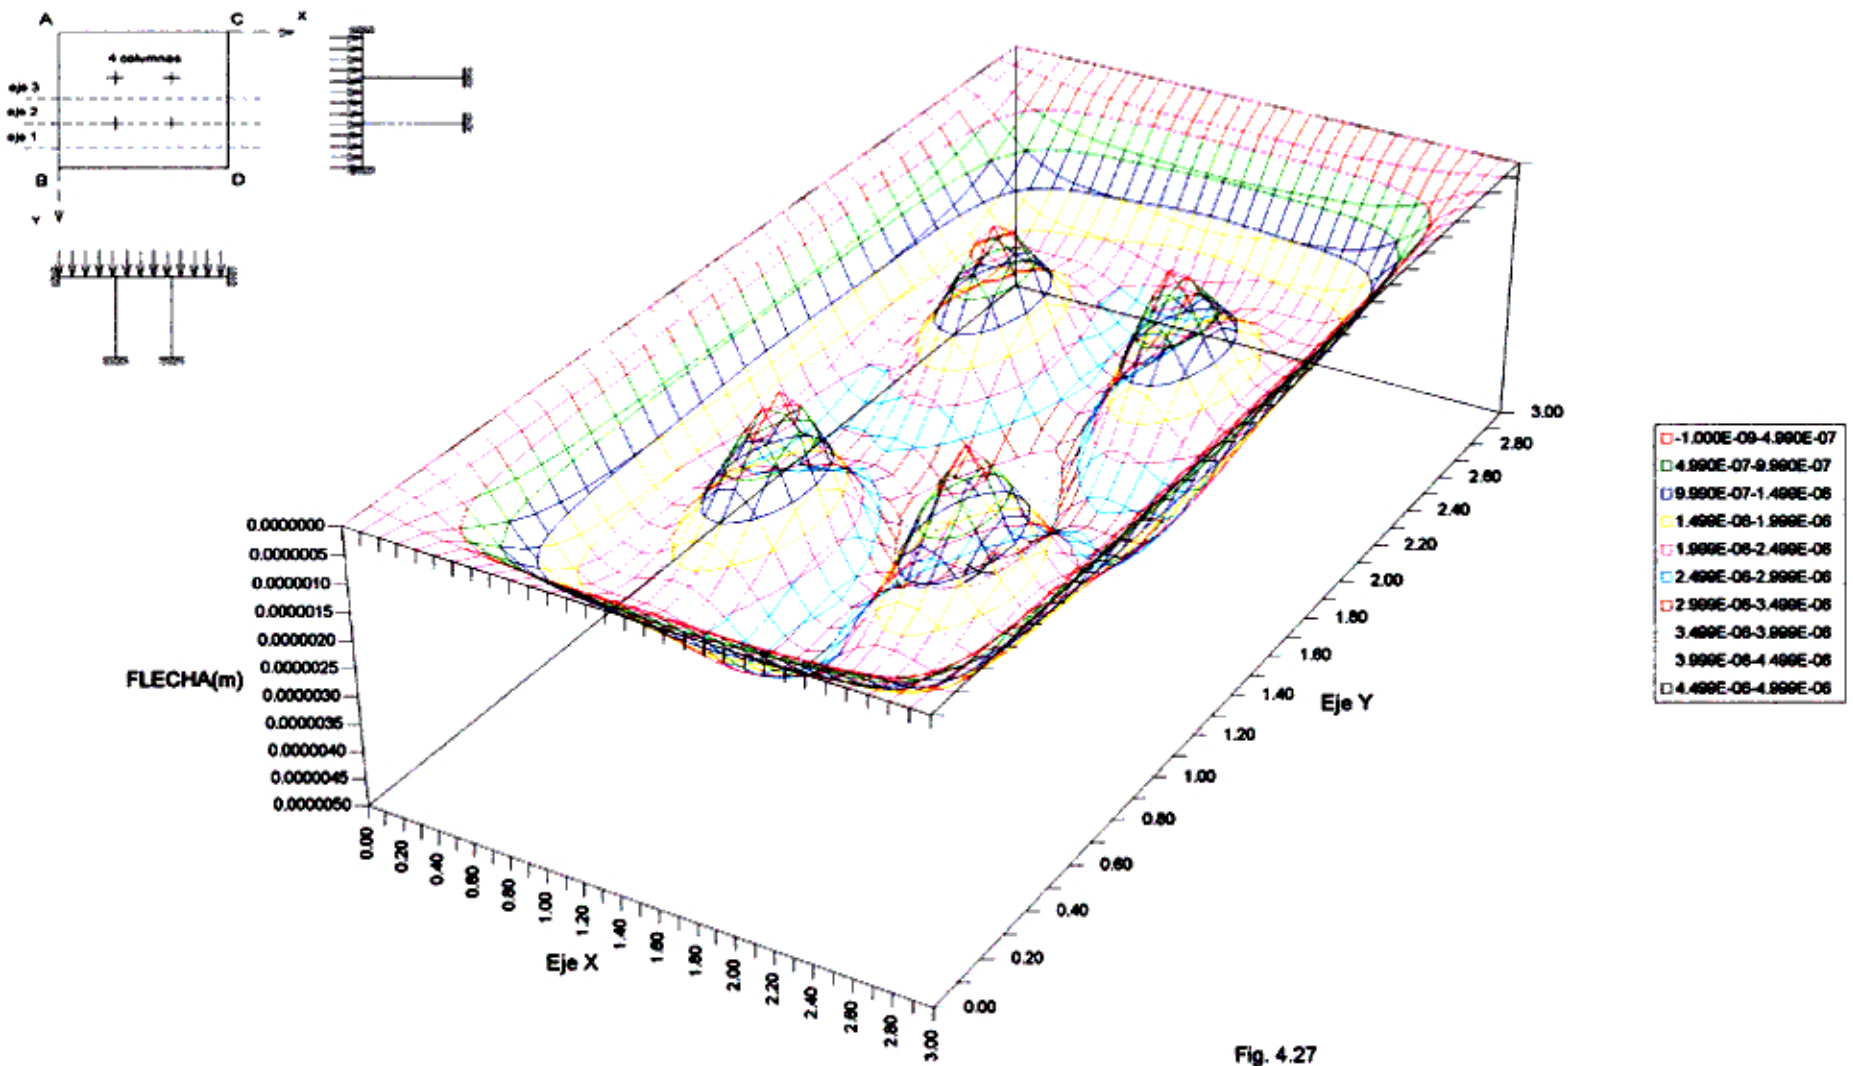 A
C
X
4 columnas
eje 3
eje 2
eje 1
B
D
Y
0.0000000
0.0000005
0.0000010
0.0000015
0.0000020
0.0000025
0.0000030
0.0000035
0.0000040
0.0000045
0.0000050
FLECHA(m)
0.00
0.20
0.40
0.60
0.80
1.00
1.20
1.40
1.60
1.80
2.00
2.20
2.40
2.60
2.80
3.00
Eje X
3.00
2.80
2.60
2.40
2.20
2.00
1.80
1.60
1.40
1.20
1.00
0.80
0.60
0.40
0.20
0.00
Eje Y
-1.000E-09-4.990E-07
4.990E-07-9.990E-07
9.990E-07-1.499E-06
1.499E-06-1.999E-06
1.999E-06-2.499E-06
2.499E-06-2.999E-06
2.999E-06-3.499E-06
3.499E-06-3.999E-06
3.999E-06-4.499E-06
4.499E-06-4.999E-06
Fig. 4.27